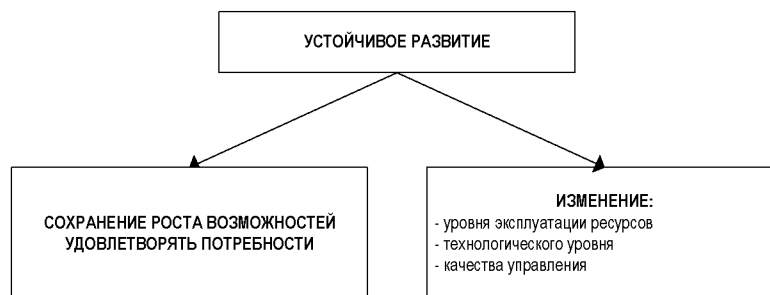 УСТОЙЧИВОЕ РАЗВИТИЕ
СОХРАНЕНИЕ РОСТА ВОЗМОЖНОСТЕЙ
УДОВЛЕТВОРЯТЬ ПОТРЕБНОСТИ
ИЗМЕНЕНИЕ:
- уровня эксплуатации ресурсов
- технологического уровня
- качества управления